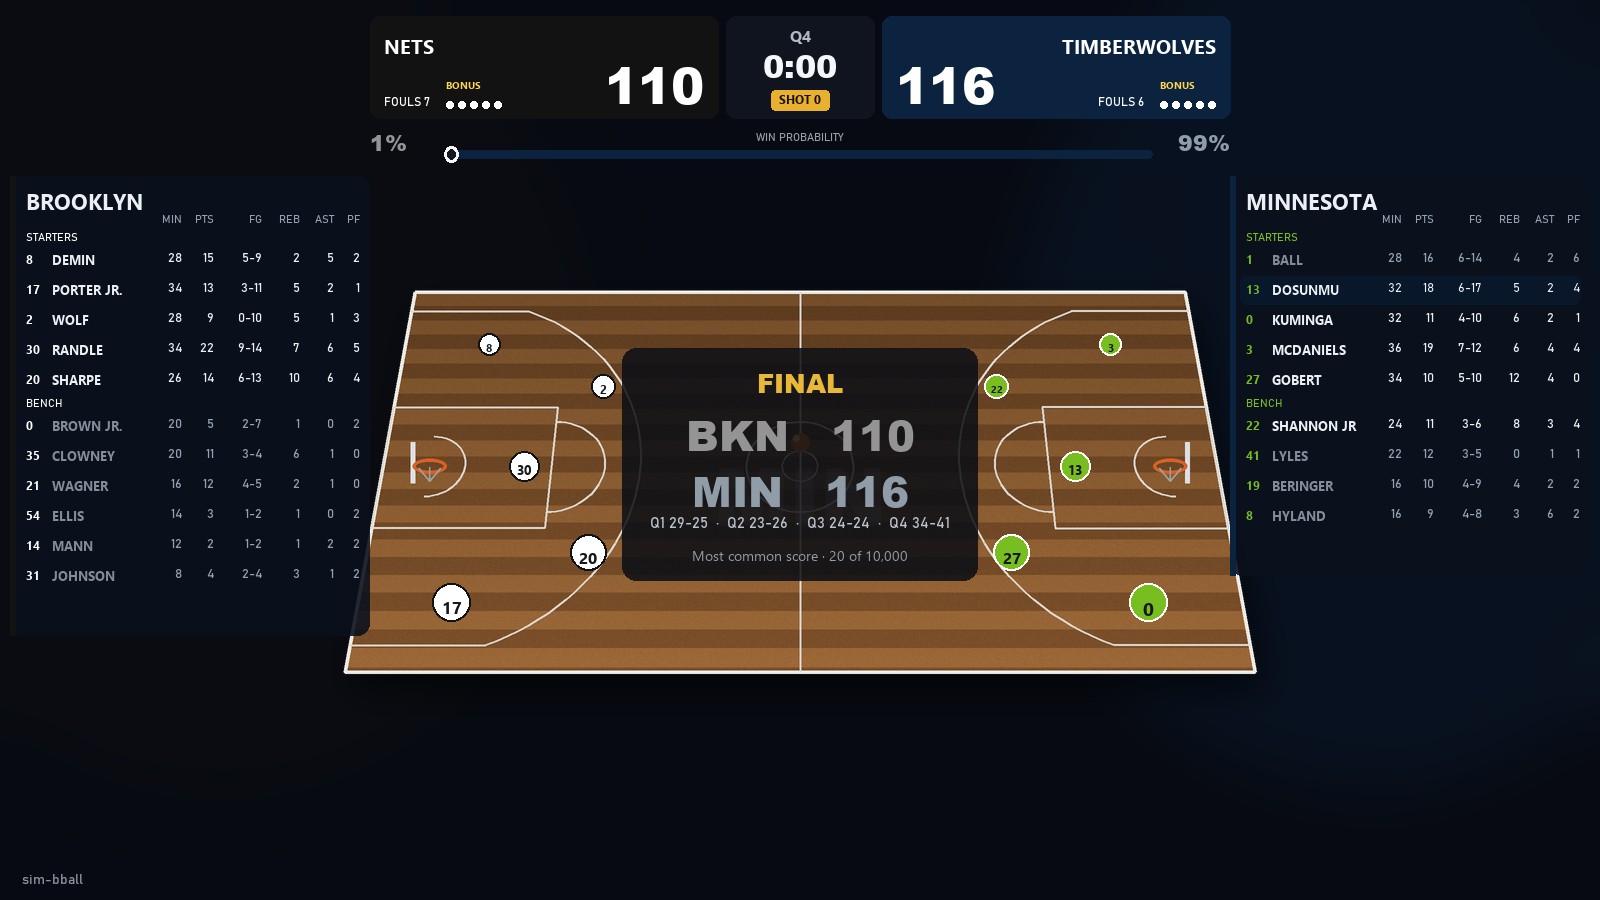 NETS
FOULS 7
BONUS
110
Q4
0:00
SHOT 0
TIMBERWOLVES
116
FOULS 6
BONUS
1%
WIN PROBABILITY
99%
BROOKLYN
MIN PTS FG REB AST PF
STARTERS
8 DEMIN 28 15 5-9 2 5 2
17 PORTER JR. 34 13 3-11 5 2 1
2 WOLF 28 9 0-10 5 1 3
30 RANDLE 34 22 9-14 7 6 5
20 SHARPE 26 14 6-13 10 6 4
BENCH
0 BROWN JR. 20 5 2-7 1 0 2
35 CLOWNEY 20 11 3-4 6 1 0
21 WAGNER 16 12 4-5 2 1 0
54 ELLIS 14 3 1-2 1 0 2
14 MANN 12 2 1-2 1 2 2
31 JOHNSON 8 4 2-4 3 1 2
8
2
30
20
17
FINAL
BKN 110
MIN 116
Q1 29-25 · Q2 23-26 · Q3 24-24 · Q4 34-41
Most common score · 20 of 10,000
3
22
13
27
0
MINNESOTA
MIN PTS FG REB AST PF
STARTERS
1 BALL 28 16 6-14 4 2 6
13 DOSUNMU 32 18 6-17 5 2 4
0 KUMINGA 32 11 4-10 6 2 1
3 MCDANIELS 36 19 7-12 6 4 4
27 GOBERT 34 10 5-10 12 4 0
BENCH
22 SHANNON JR 24 11 3-6 8 3 4
41 LYLES 22 12 3-5 0 1 1
19 BERINGER 16 10 4-9 4 2 2
8 HYLAND 16 9 4-8 3 6 2
sim-bball